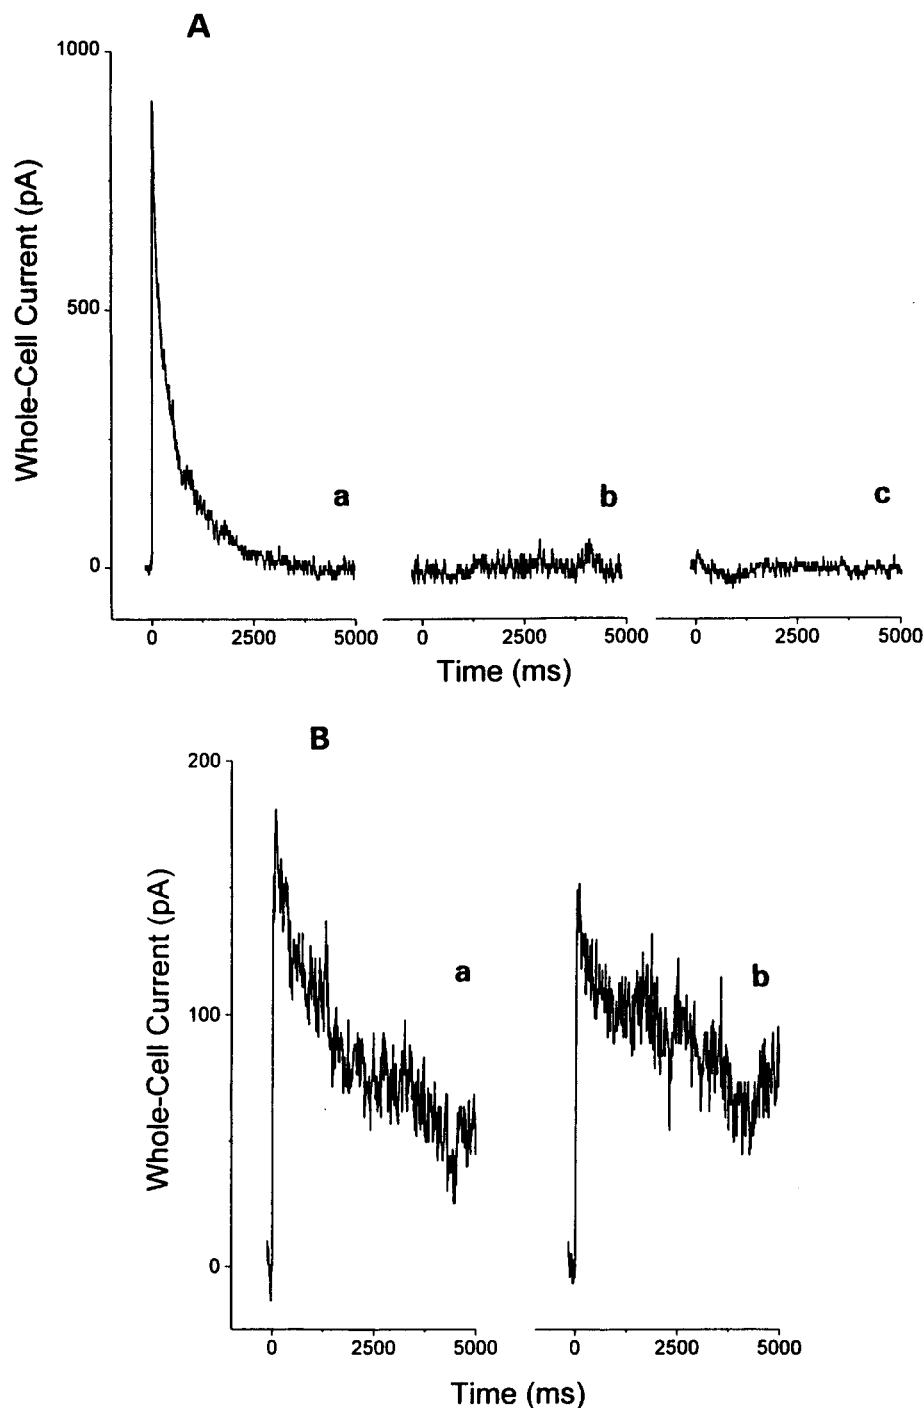 A
1000
500
0
Whole-Cell Current (pA)
a
b
c
0 2500 5000 0 2500 5000 0 2500 5000
Time (ms)
B
200
100
0
Whole-Cell Current (pA)
a
b
0 2500 5000 0 2500 5000
Time (ms)